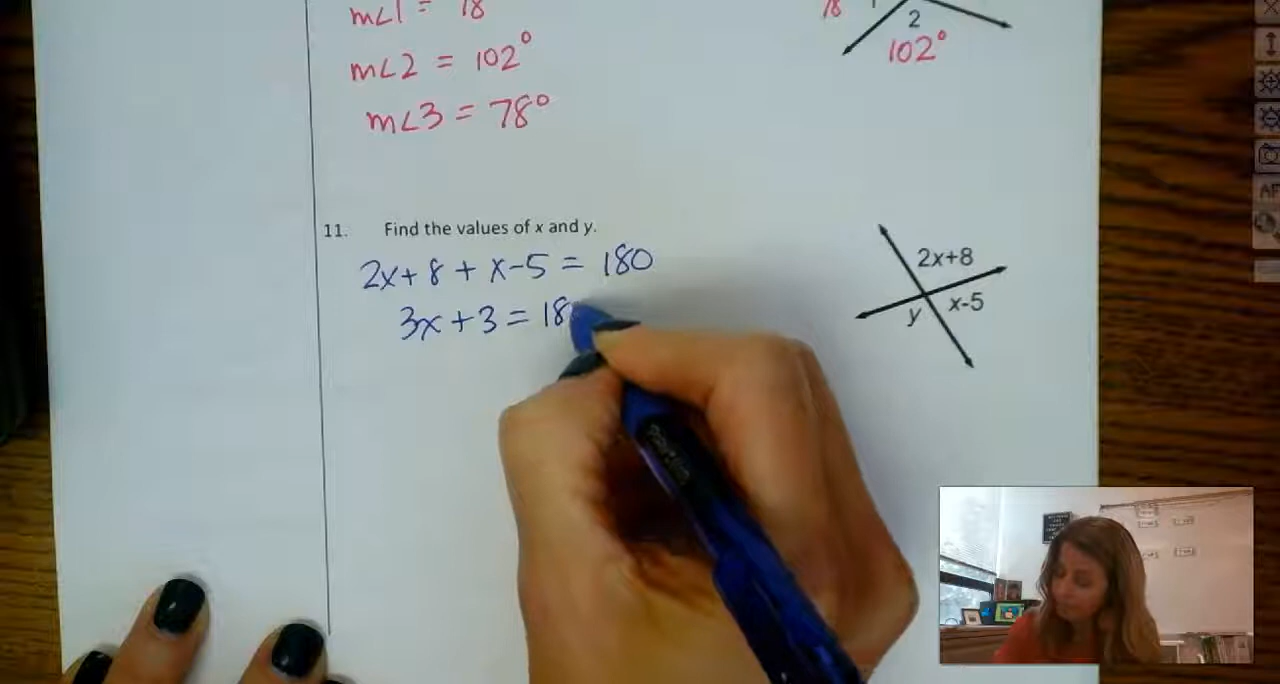 m∠1 = 78
m∠2 = 102°
m∠3 = 78°
78
2
102°
11. Find the values of x and y.
2x+8 + x-5 = 180
3x + 3 = 18
2x+8
x-5
y